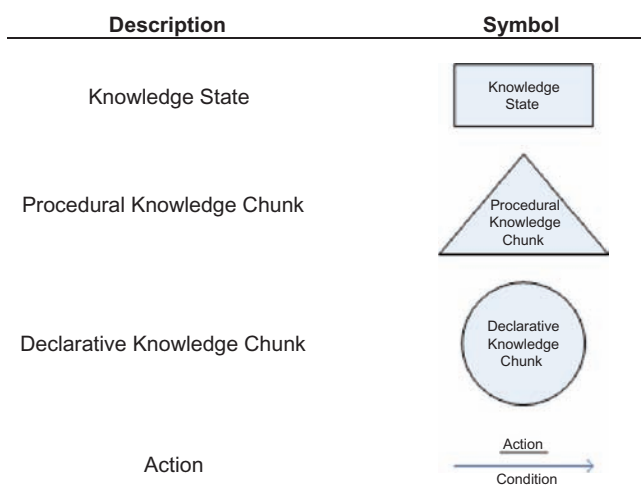 Description Symbol
Knowledge State
Knowledge
State
Procedural Knowledge Chunk
Procedural
Knowledge
Chunk
Declarative Knowledge Chunk
Declarative
Knowledge
Chunk
Action
Action
Condition